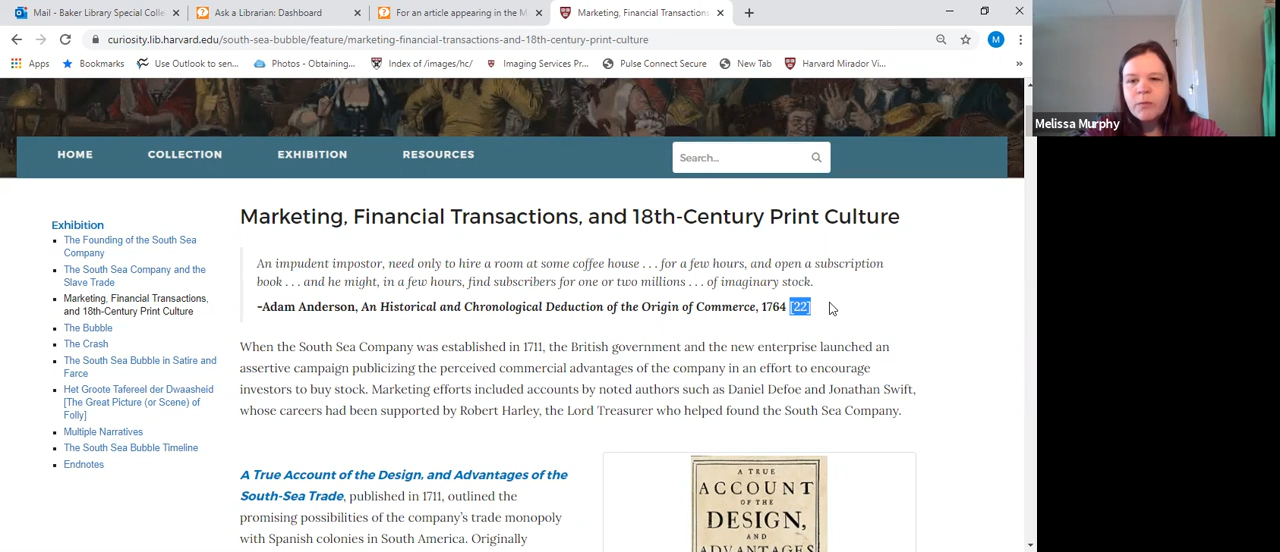 Mail - Baker Library Special Colle
Ask a Librarian: Dashboard
For an article appearing in the M
Marketing, Financial Transactions
curiosity.lib.harvard.edu/south-sea-bubble/feature/marketing-financial-transactions-and-18th-century-print-culture
M
Apps
Bookmarks
Use Outlook to sen...
Photos - Obtaining...
Index of /images/hc/
Imaging Services Pr...
Pulse Connect Secure
New Tab
Harvard Mirador Vi...
»
Melissa Murphy
HOME
COLLECTION
EXHIBITION
RESOURCES
Search...
Exhibition
The Founding of the South Sea
Company
The South Sea Company and the
Slave Trade
Marketing, Financial Transactions,
and 18th-Century Print Culture
The Bubble
The Crash
The South Sea Bubble in Satire and
Farce
Het Groote Tafereel der Dwaasheid
[The Great Picture (or Scene) of
Folly]
Multiple Narratives
The South Sea Bubble Timeline
Endnotes
Marketing, Financial Transactions, and 18th-Century Print Culture
An impudent impostor, need only to hire a room at some coffee house . . . for a few hours, and open a subscription
book . . . and he might, in a few hours, find subscribers for one or two millions . . . of imaginary stock.
–Adam Anderson, An Historical and Chronological Deduction of the Origin of Commerce, 1764 [22]
When the South Sea Company was established in 1711, the British government and the new enterprise launched an
assertive campaign publicizing the perceived commercial advantages of the company in an effort to encourage
investors to buy stock. Marketing efforts included accounts by noted authors such as Daniel Defoe and Jonathan Swift,
whose careers had been supported by Robert Harley, the Lord Treasurer who helped found the South Sea Company.
A True Account of the Design, and Advantages of the
South-Sea Trade, published in 1711, outlined the
promising possibilities of the company's trade monopoly
with Spanish colonies in South America. Originally
A TRUE
ACCOUNT
OF THE
DESIGN,
AND
ADVANTAGES